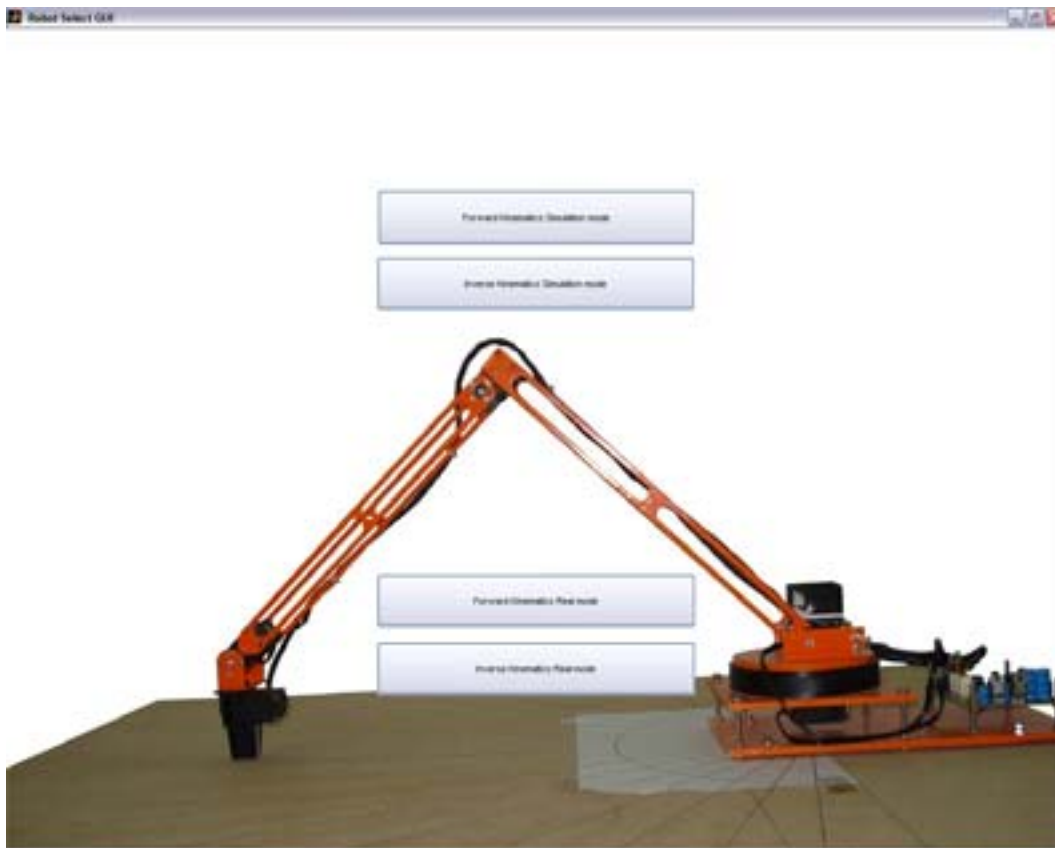 Robot Select GUI
Forward Kinematics Simulation mode
Inverse Kinematics Simulation mode
Forward Kinematics Real mode
Inverse Kinematics Real mode